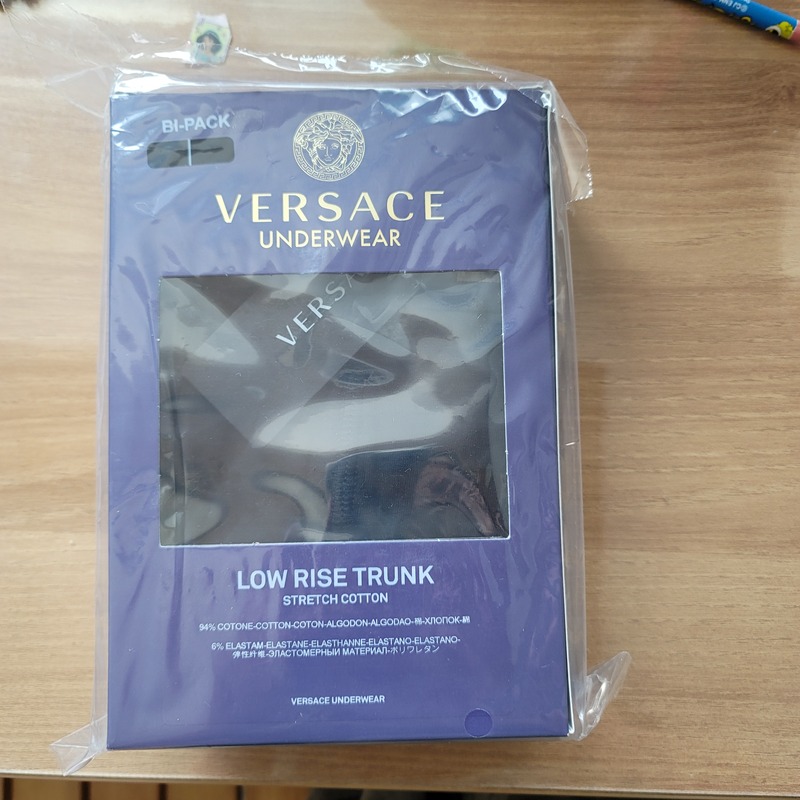 BI-PACK
VERSACE
UNDERWEAR
VERSA
LOW RISE TRUNK
STRETCH COTTON
94% COTONE-COTTON-COTON-ALGODON-ALGODAO-棉-ХЛОПОК-綿
6% ELASTAM-ELASTANE-ELASTHANNE-ELASTANO-ELASTANO-
弹性纤维-ЭЛАСТОМЕРНЫЙ МАТЕРИАЛ-ポリウレタン
VERSACE UNDERWEAR